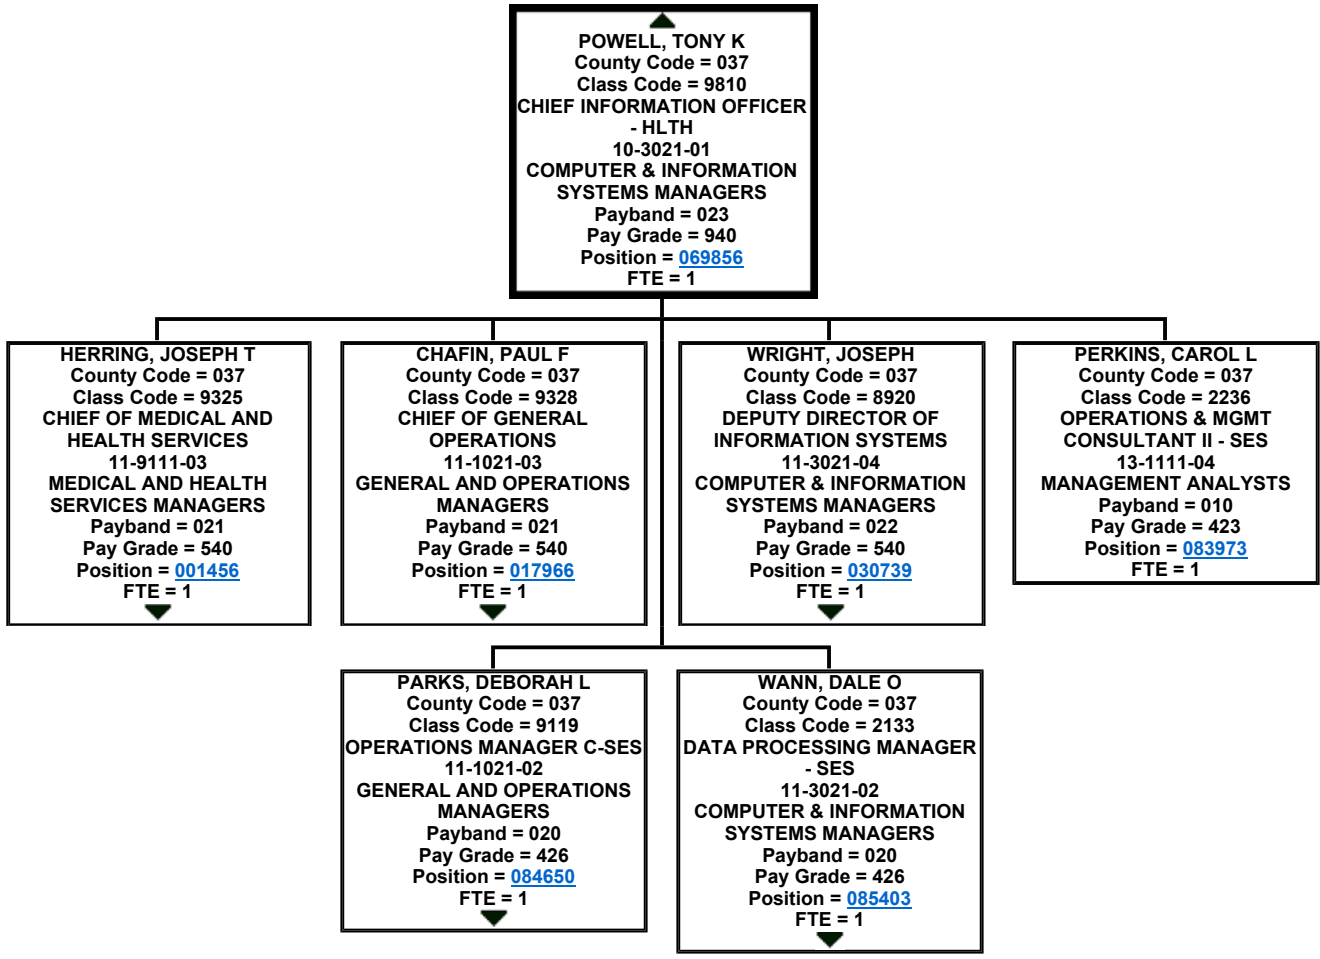 POWELL, TONY K
County Code = 037
Class Code = 9810
CHIEF INFORMATION OFFICER
- HLTH
10-3021-01
COMPUTER & INFORMATION
SYSTEMS MANAGERS
Payband = 023
Pay Grade = 940
Position = 069856
FTE = 1
HERRING, JOSEPH T
County Code = 037
Class Code = 9325
CHIEF OF MEDICAL AND
HEALTH SERVICES
11-9111-03
MEDICAL AND HEALTH
SERVICES MANAGERS
Payband = 021
Pay Grade = 540
Position = 001456
FTE = 1
CHAFIN, PAUL F
County Code = 037
Class Code = 9328
CHIEF OF GENERAL
OPERATIONS
11-1021-03
GENERAL AND OPERATIONS
MANAGERS
Payband = 021
Pay Grade = 540
Position = 017966
FTE = 1
WRIGHT, JOSEPH
County Code = 037
Class Code = 8920
DEPUTY DIRECTOR OF
INFORMATION SYSTEMS
11-3021-04
COMPUTER & INFORMATION
SYSTEMS MANAGERS
Payband = 022
Pay Grade = 540
Position = 030739
FTE = 1
PERKINS, CAROL L
County Code = 037
Class Code = 2236
OPERATIONS & MGMT
CONSULTANT II - SES
13-1111-04
MANAGEMENT ANALYSTS
Payband = 010
Pay Grade = 423
Position = 083973
FTE = 1
PARKS, DEBORAH L
County Code = 037
Class Code = 9119
OPERATIONS MANAGER C-SES
11-1021-02
GENERAL AND OPERATIONS
MANAGERS
Payband = 020
Pay Grade = 426
Position = 084650
FTE = 1
WANN, DALE O
County Code = 037
Class Code = 2133
DATA PROCESSING MANAGER
- SES
11-3021-02
COMPUTER & INFORMATION
SYSTEMS MANAGERS
Payband = 020
Pay Grade = 426
Position = 085403
FTE = 1